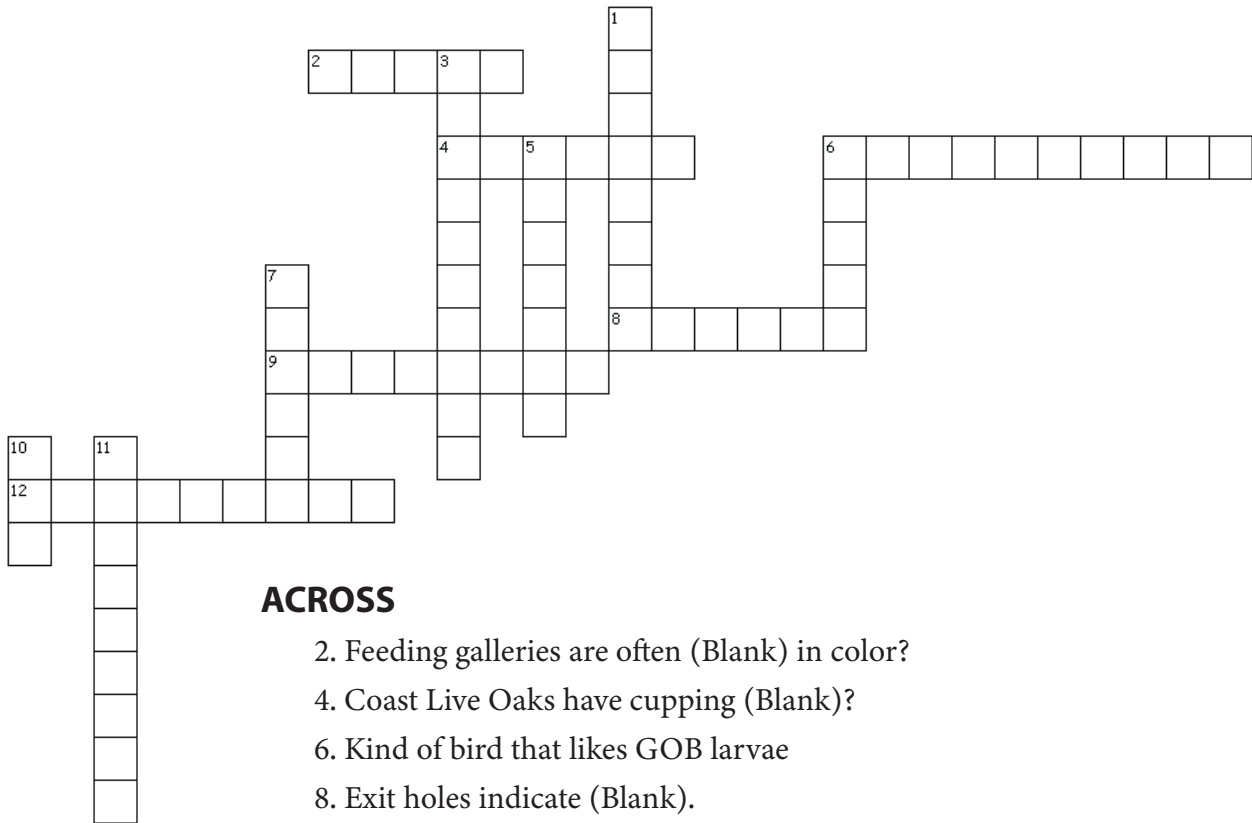 1
2 3
4 5 6
7
8
9
10 11
12
ACROSS
2. Feeding galleries are often (Blank) in color?
4. Coast Live Oaks have cupping (Blank)?
6. Kind of bird that likes GOB larvae
8. Exit holes indicate (Blank).